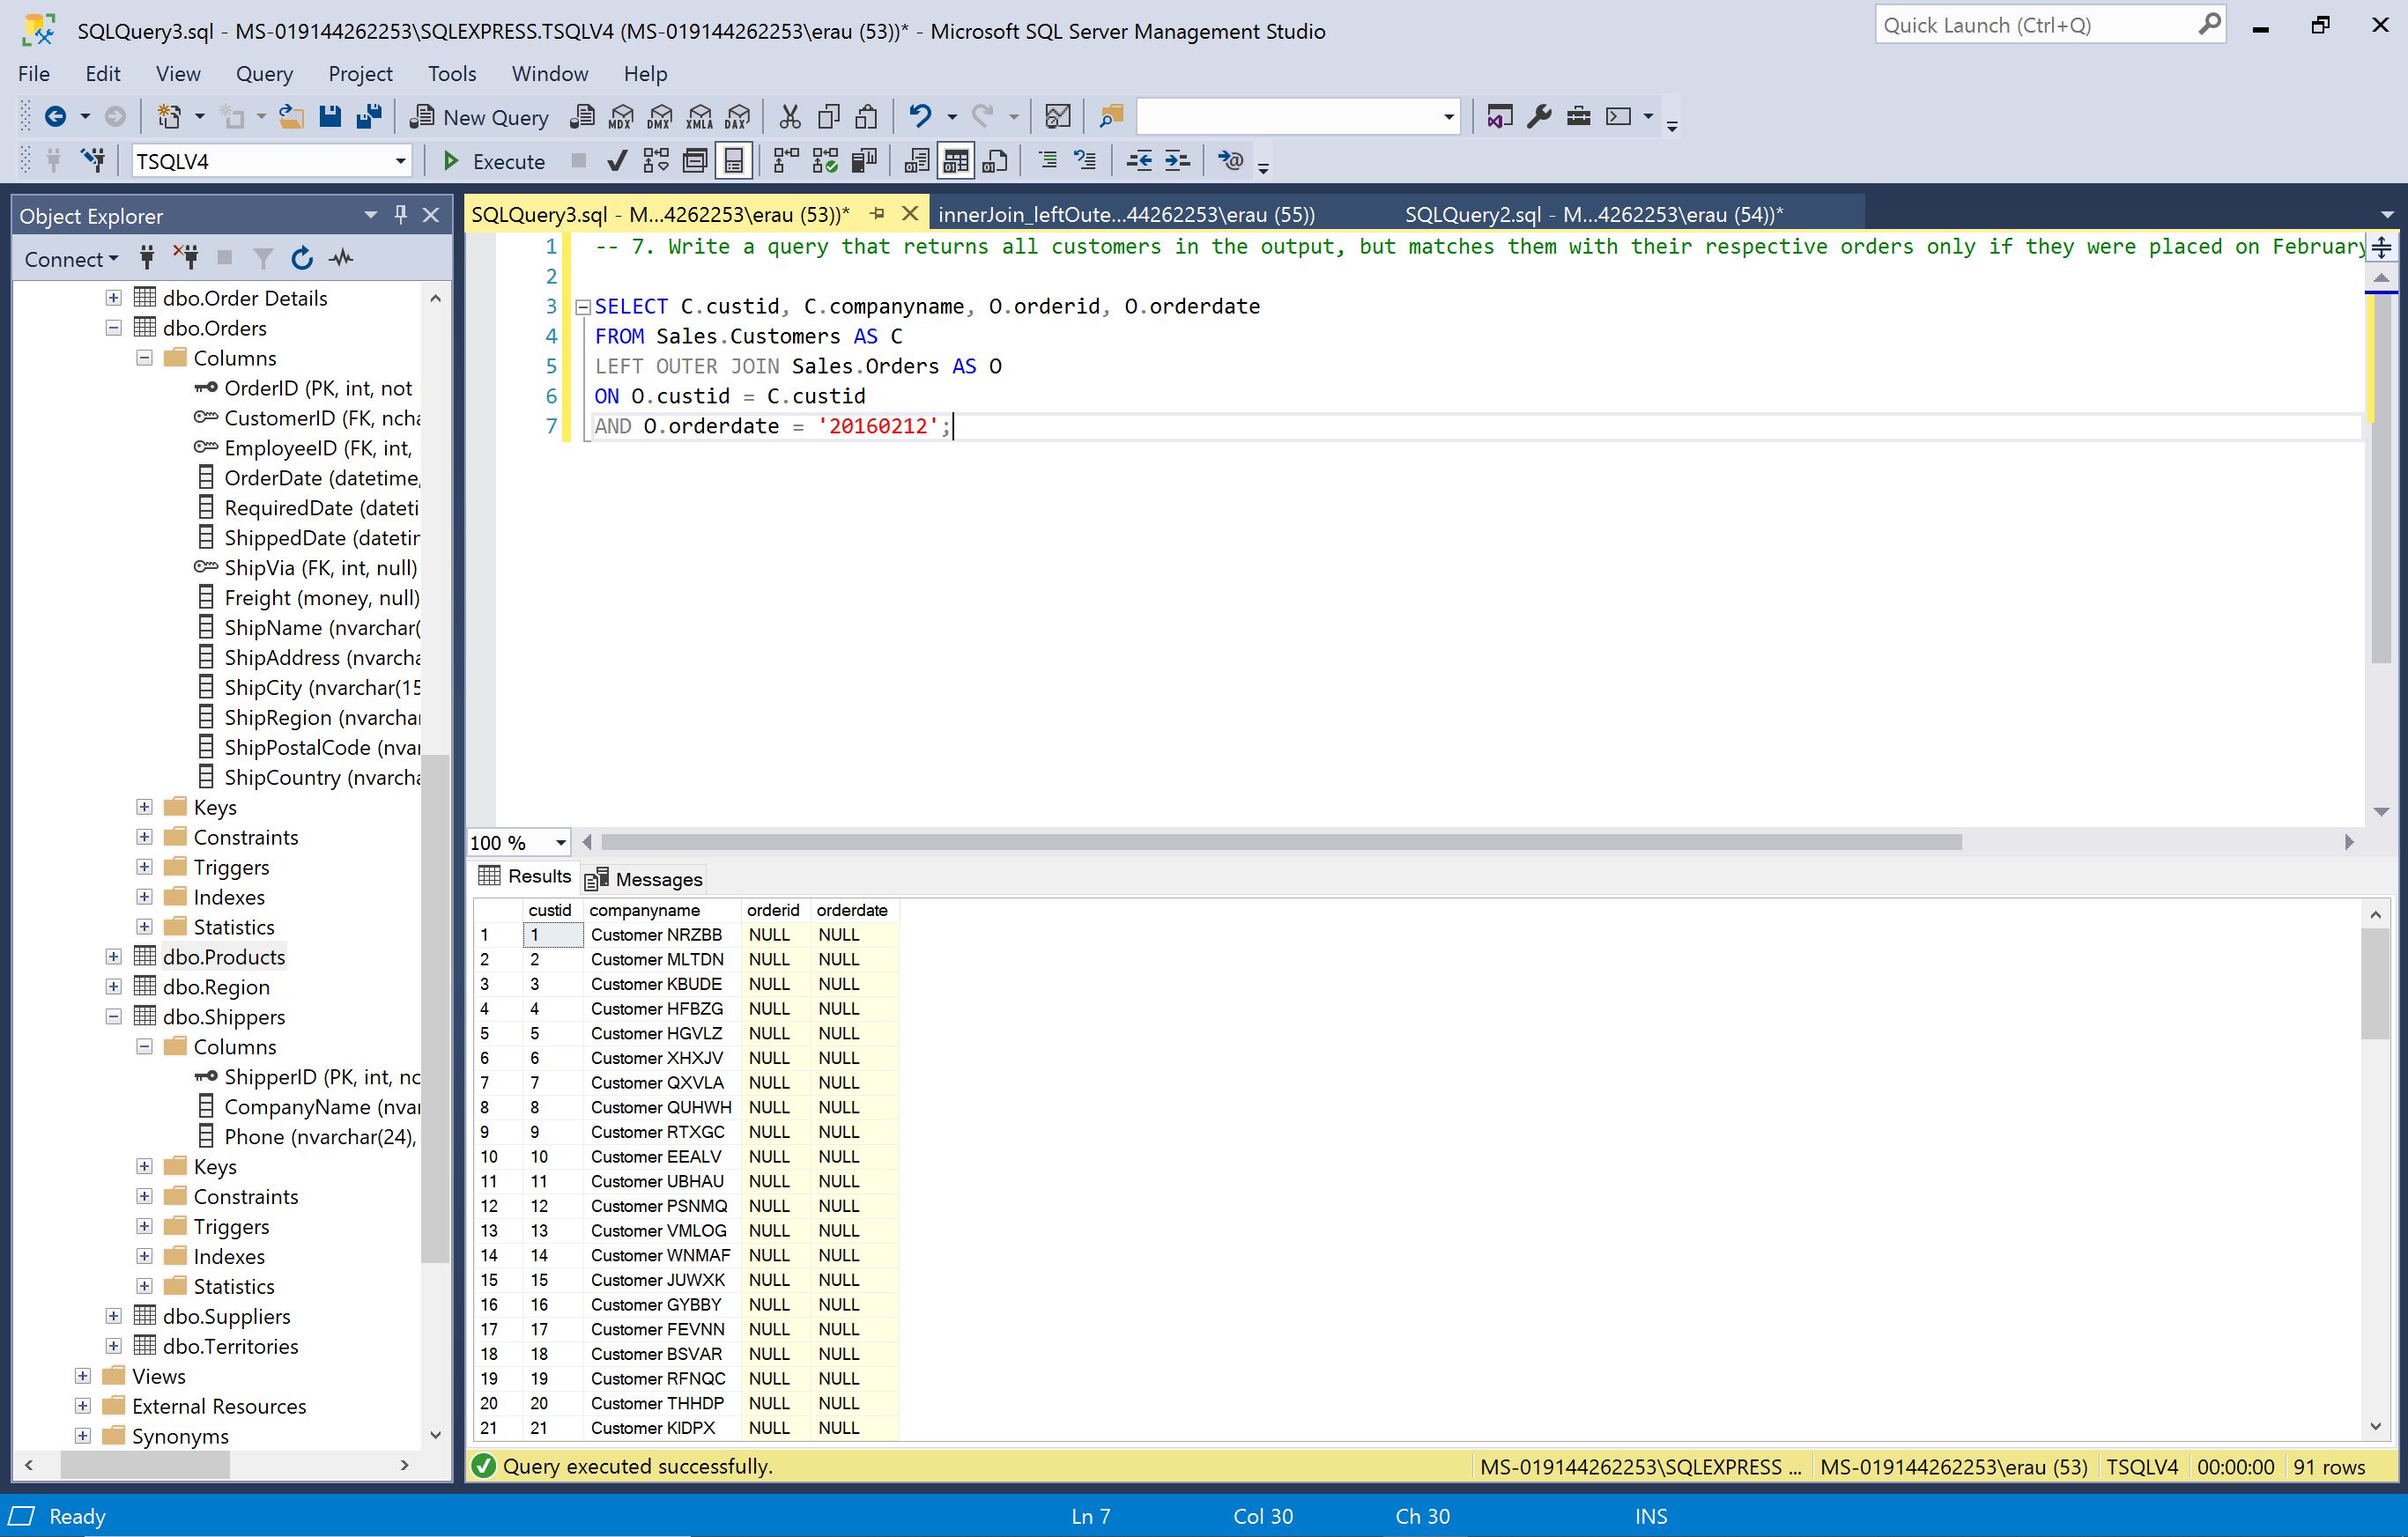 SQLQuery3.sql - MS-019144262253\SQLEXPRESS.TSQLV4 (MS-019144262253\erau (53))* - Microsoft SQL Server Management Studio
Quick Launch (Ctrl+Q)
File Edit View Query Project Tools Window Help
New Query MDX DMX XMLA DAX
TSQLV4 Execute
Object Explorer
Connect
dbo.Order Details
dbo.Orders
Columns
OrderID (PK, int, not
CustomerID (FK, ncha
EmployeeID (FK, int,
OrderDate (datetime,
RequiredDate (dateti
ShippedDate (datetin
ShipVia (FK, int, null)
Freight (money, null)
ShipName (nvarchar(
ShipAddress (nvarcha
ShipCity (nvarchar(15
ShipRegion (nvarchar
ShipPostalCode (nvar
ShipCountry (nvarcha
Keys
Constraints
Triggers
Indexes
Statistics
dbo.Products
dbo.Region
dbo.Shippers
Columns
ShipperID (PK, int, nc
CompanyName (nvar
Phone (nvarchar(24),
Keys
Constraints
Triggers
Indexes
Statistics
dbo.Suppliers
dbo.Territories
Views
External Resources
Synonyms
SQLQuery3.sql - M...4262253\erau (53))* innerJoin_leftOute...44262253\erau (55)) SQLQuery2.sql - M...4262253\erau (54))*
1 -- 7. Write a query that returns all customers in the output, but matches them with their respective orders only if they were placed on February
2
3 SELECT C.custid, C.companyname, O.orderid, O.orderdate
4 FROM Sales.Customers AS C
5 LEFT OUTER JOIN Sales.Orders AS O
6 ON O.custid = C.custid
7 AND O.orderdate = '20160212';
100 %
Results Messages
custid companyname orderid orderdate
1 1 Customer NRZBB NULL NULL
2 2 Customer MLTDN NULL NULL
3 3 Customer KBUDE NULL NULL
4 4 Customer HFBZG NULL NULL
5 5 Customer HGVLZ NULL NULL
6 6 Customer XHXJV NULL NULL
7 7 Customer QXVLA NULL NULL
8 8 Customer QUHWH NULL NULL
9 9 Customer RTXGC NULL NULL
10 10 Customer EEALV NULL NULL
11 11 Customer UBHAU NULL NULL
12 12 Customer PSNMQ NULL NULL
13 13 Customer VMLOG NULL NULL
14 14 Customer WNMAF NULL NULL
15 15 Customer JUWXK NULL NULL
16 16 Customer GYBBY NULL NULL
17 17 Customer FEVNN NULL NULL
18 18 Customer BSVAR NULL NULL
19 19 Customer RFNQC NULL NULL
20 20 Customer THHDP NULL NULL
21 21 Customer KIDPX NULL NULL
Query executed successfully. MS-019144262253\SQLEXPRESS ... MS-019144262253\erau (53) TSQLV4 00:00:00 91 rows
Ready Ln 7 Col 30 Ch 30 INS